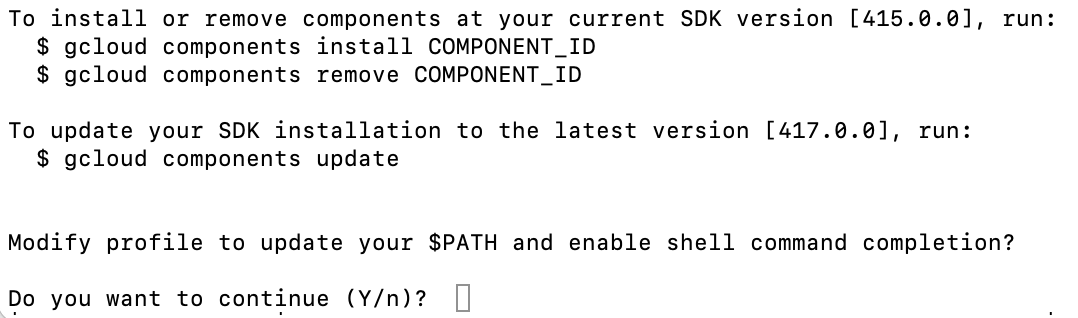 To install or remove components at your current SDK version [415.0.0], run:
$ gcloud components install COMPONENT_ID
$ gcloud components remove COMPONENT_ID
To update your SDK installation to the latest version [417.0.0], run:
$ gcloud components update
Modify profile to update your $PATH and enable shell command completion?
Do you want to continue (Y/n)?